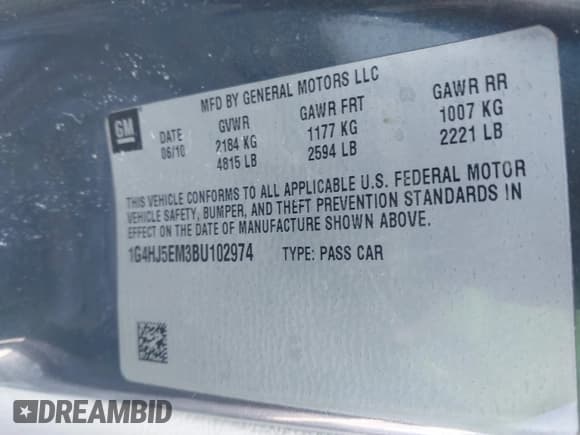 MFD BY GENERAL MOTORS LLC
GM
DATE GVWR GAWR FRT GAWR RR
06/10 2184 KG 1177 KG 1007 KG
4815 LB 2594 LB 2221 LB
THIS VEHICLE CONFORMS TO ALL APPLICABLE U.S. FEDERAL MOTOR
VEHICLE SAFETY, BUMPER, AND THEFT PREVENTION STANDARDS IN
EFFECT ON THE DATE OF MANUFACTURE SHOWN ABOVE.
1G4HJ5EM3BU102974 TYPE: PASS CAR
DREAMBID